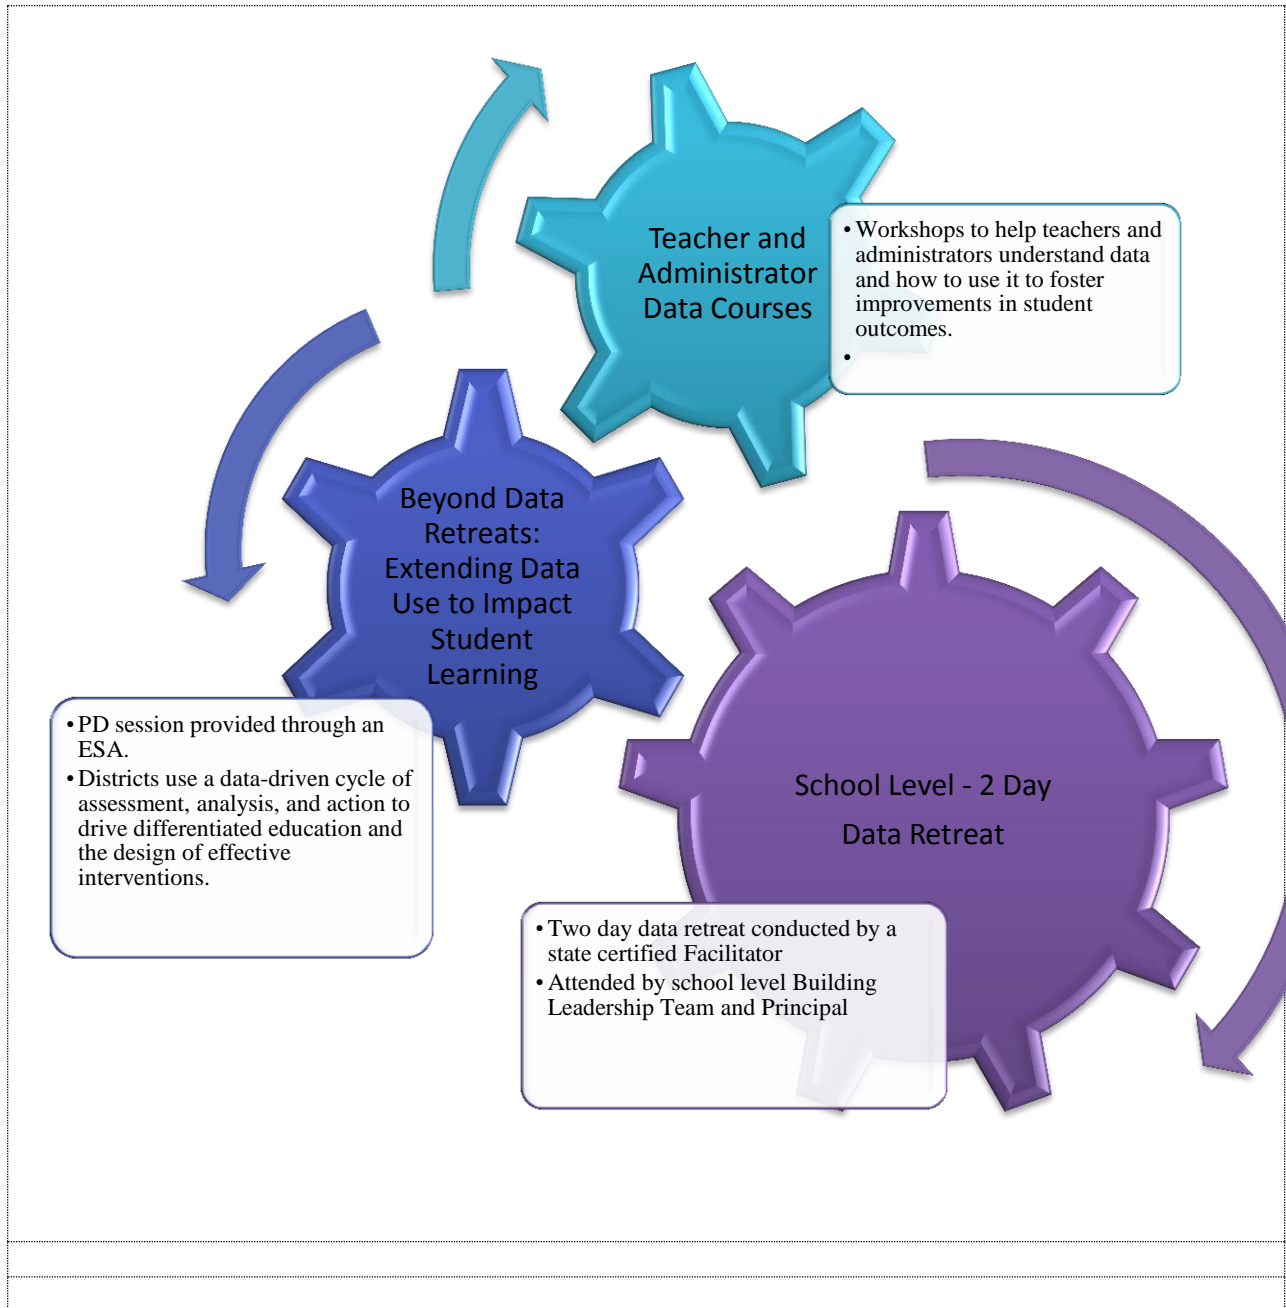 Teacher and
Administrator
Data Courses
• Workshops to help teachers and
administrators understand data
and how to use it to foster
improvements in student
outcomes.
•
Beyond Data
Retreats:
Extending Data
Use to Impact
Student
Learning
• PD session provided through an
ESA.
• Districts use a data-driven cycle of
assessment, analysis, and action to
drive differentiated education and
the design of effective
interventions.
School Level - 2 Day
Data Retreat
• Two day data retreat conducted by a
state certified Facilitator
• Attended by school level Building
Leadership Team and Principal